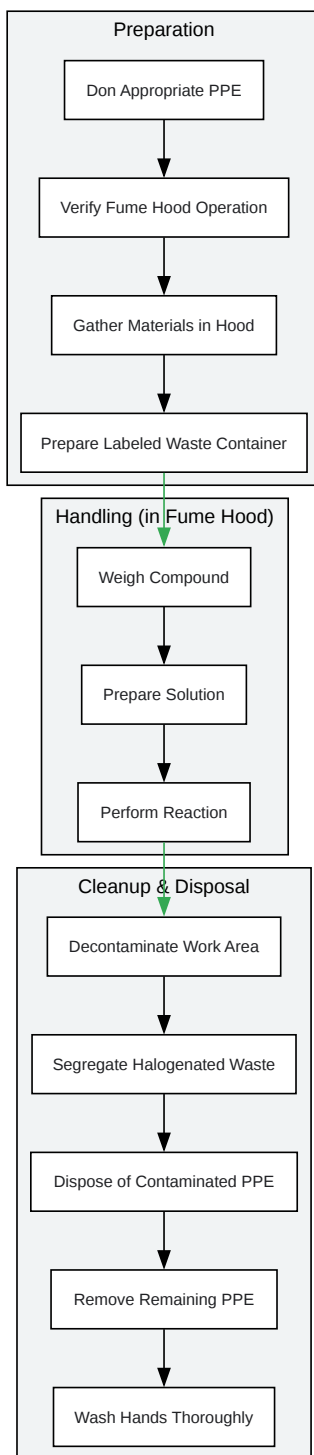 Preparation
Don Appropriate PPE
Verify Fume Hood Operation
Gather Materials in Hood
Prepare Labeled Waste Container
Handling (in Fume Hood)
Weigh Compound
Prepare Solution
Perform Reaction
Cleanup & Disposal
Decontaminate Work Area
Segregate Halogenated Waste
Dispose of Contaminated PPE
Remove Remaining PPE
Wash Hands Thoroughly